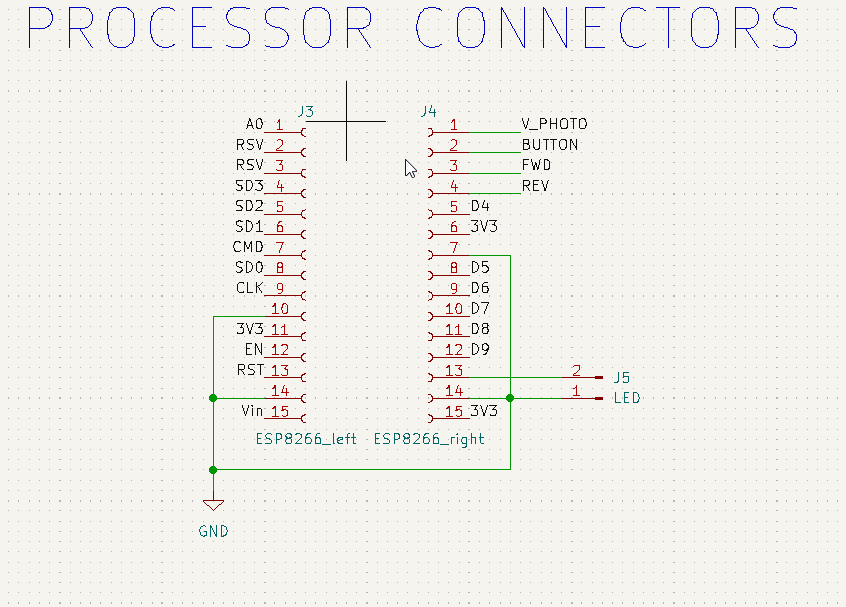 PROCESSOR CONNECTORS
J3 J4
A0 1 1 V_PHOTO
RSV 2 2 BUTTON
RSV 3 3 FWD
SD3 4 4 REV
SD2 5 5 D4
SD1 6 6 3V3
CMD 7 7
SD0 8 8 D5
CLK 9 9 D6
10 10 D7
3V3 11 11 D8
EN 12 12 D9
RST 13 13 2 J5
14 14 1 LED
Vin 15 15 3V3
ESP8266_left ESP8266_right
GND